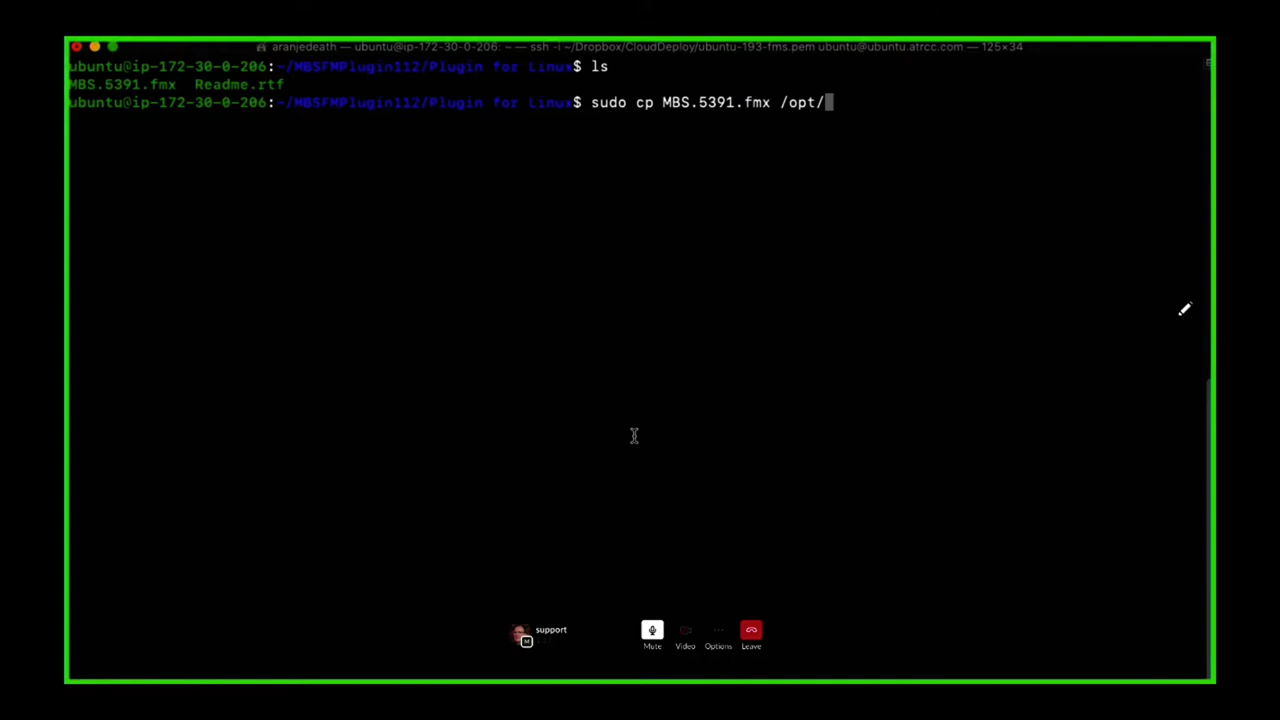 aranjedeath — ubuntu@ip-172-30-0-206: ~ — ssh -i ~/Dropbox/CloudDeploy/ubuntu-193-fms.pem ubuntu@ubuntu.atrcc.com — 125×34
ubuntu@ip-172-30-0-206:~/MBSFMPlugin112/Plugin for Linux$ ls
MBS.5391.fmx  Readme.rtf
ubuntu@ip-172-30-0-206:~/MBSFMPlugin112/Plugin for Linux$ sudo cp MBS.5391.fmx /opt/
support
M
Mute Video Options Leave